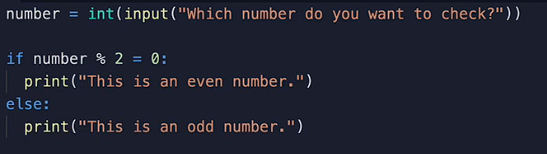 number = int(input("Which number do you want to check?"))
if number % 2 = 0:
print("This is an even number.")
else:
print("This is an odd number.")